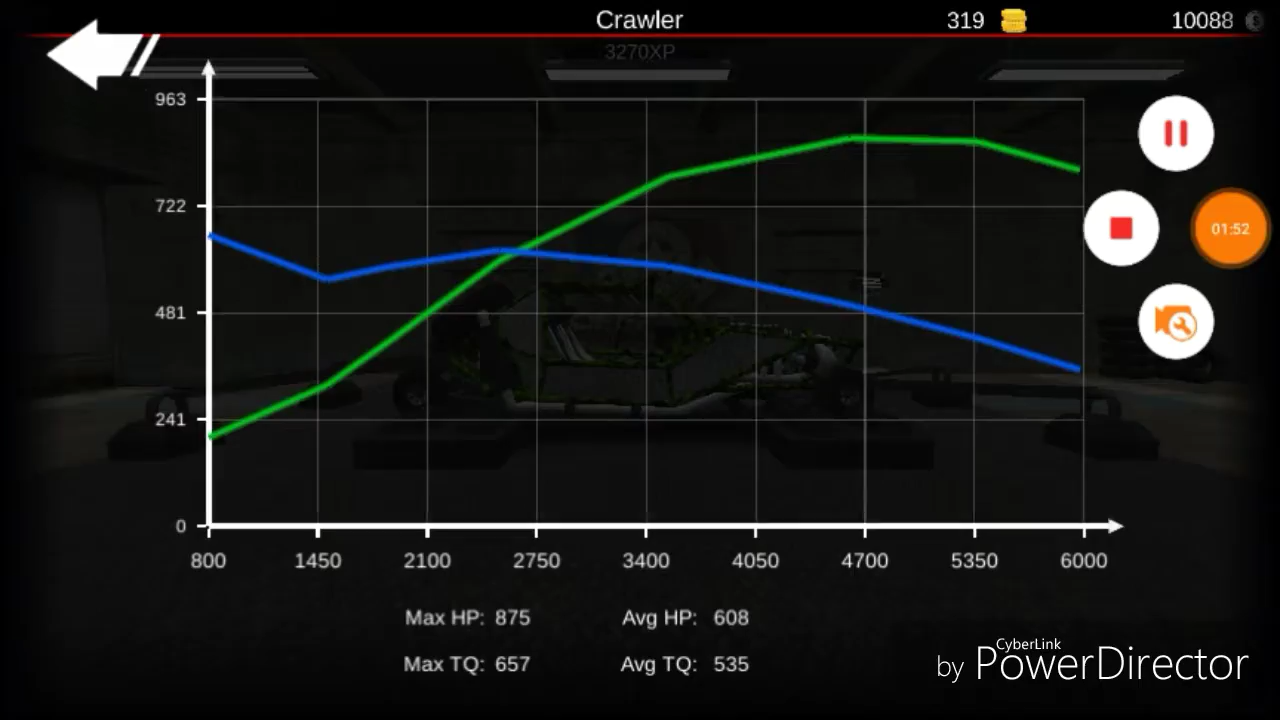 Crawler
319
10088
3270XP
963
722
481
241
0
800 1450 2100 2750 3400 4050 4700 5350 6000
01:52
Max HP: 875 Avg HP: 608
Max TQ: 657 Avg TQ: 535
CyberLink
by PowerDirector